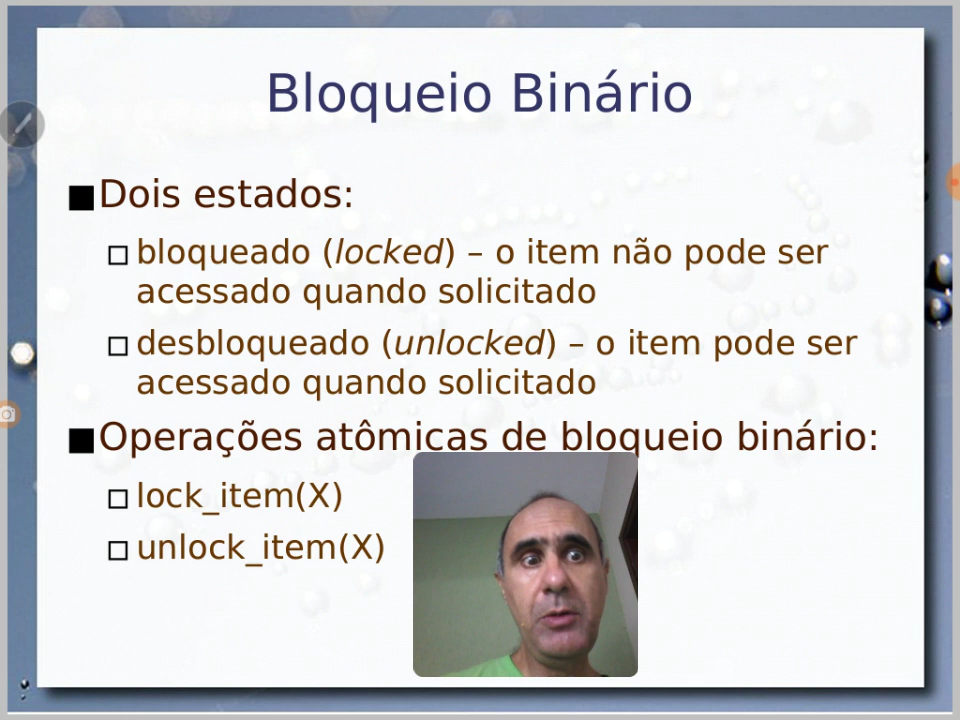 Bloqueio Binário
Dois estados:
bloqueado (locked) – o item não pode ser
acessado quando solicitado
desbloqueado (unlocked) – o item pode ser
acessado quando solicitado
Operações atômicas de bloqueio binário:
lock_item(X)
unlock_item(X)